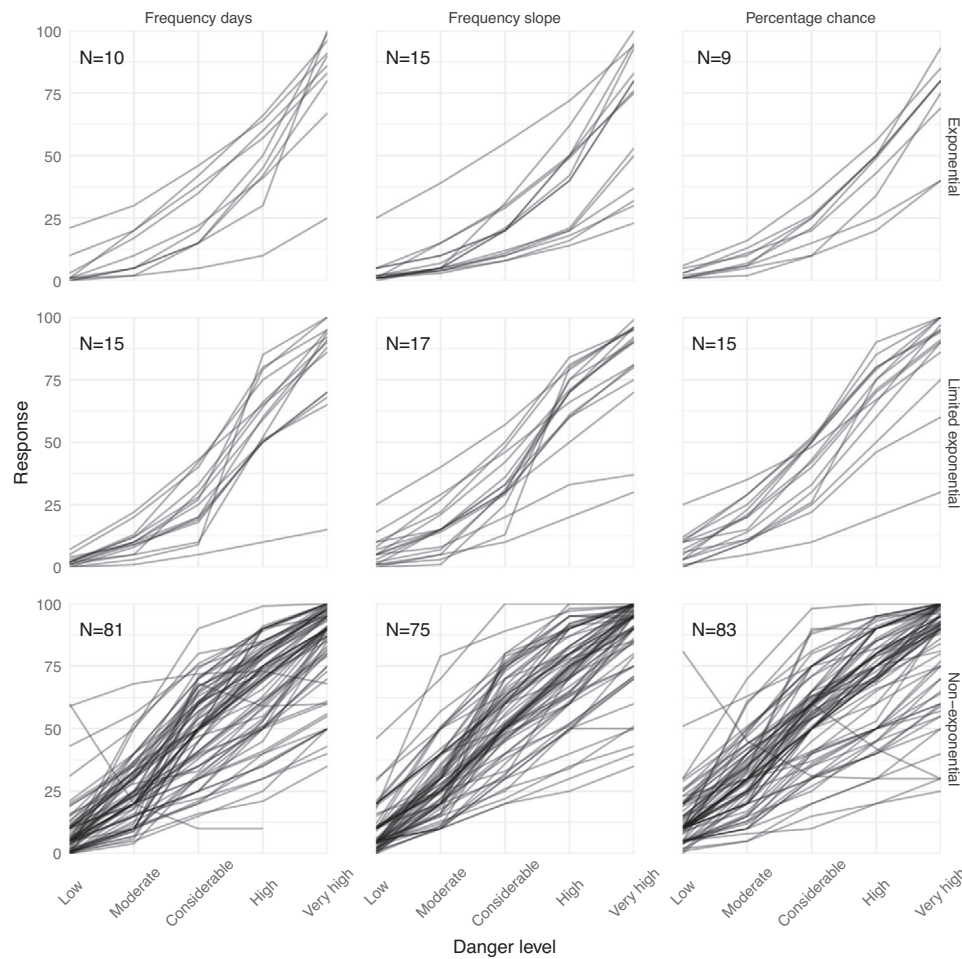 Frequency days Frequency slope Percentage chance
100 N=10 N=15 N=9
75
50
25
0
Exponential
100 N=15 N=17 N=15
75
50
25
0
Limited exponential
Response
100 N=81 N=75 N=83
75
50
25
0
Non−exponential
Low Moderate Considerable High Very high Low Moderate Considerable High Very high Low Moderate Considerable High Very high
Danger level